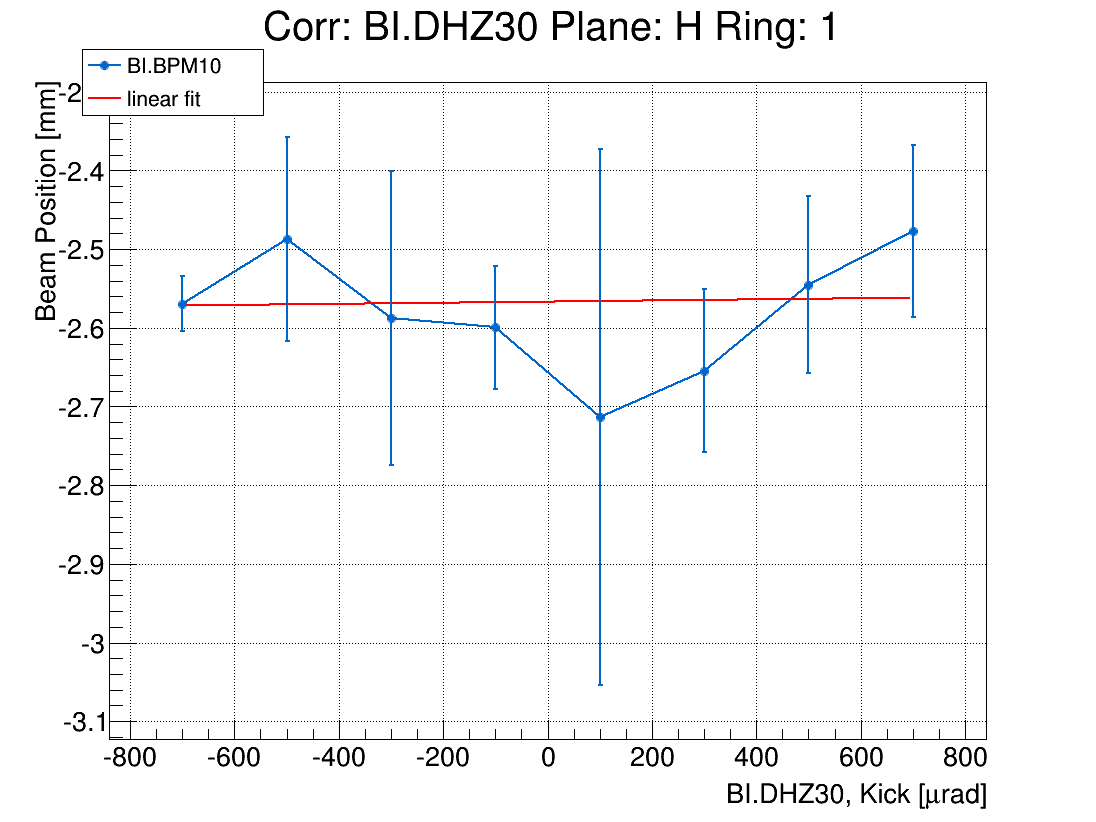 Corr: BI.DHZ30 Plane: H Ring: 1
BI.BPM10
linear fit
Beam Position [mm]
-2
-2.4
-2.5
-2.6
-2.7
-2.8
-2.9
-3
-3.1
-800 -600 -400 -200 0 200 400 600 800
BI.DHZ30, Kick [μrad]